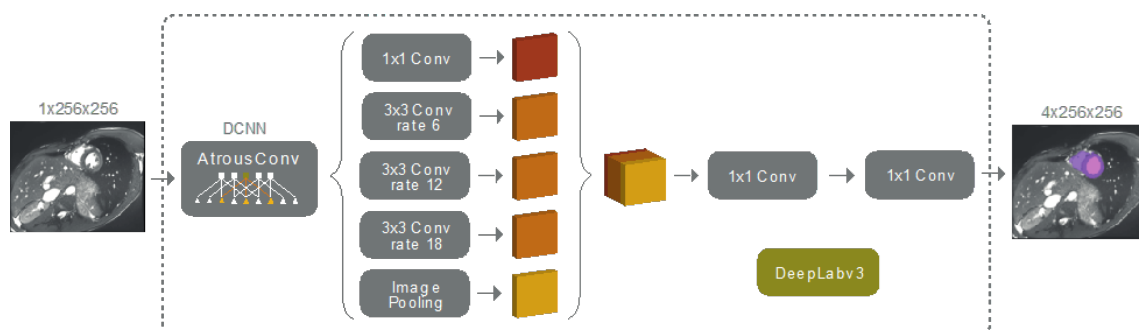 1x256x256
DCNN
AtrousConv
1x1 Conv
3x3 Conv
rate 6
3x3 Conv
rate 12
3x3 Conv
rate 18
Image
Pooling
1x1 Conv
1x1 Conv
DeepLabv3
4x256x256